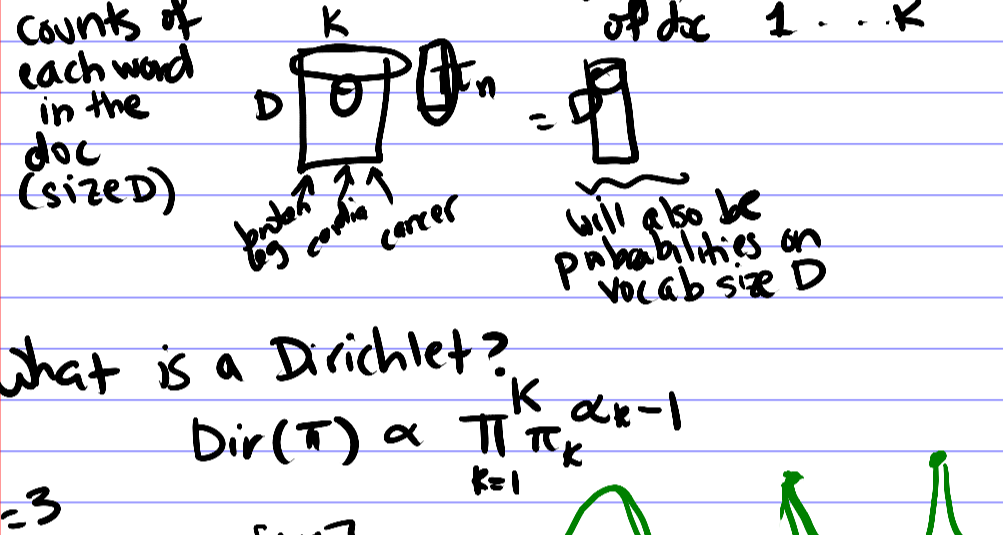 counts of
each word
in the
doc
(size D)
K
D
θ
π_n
broken
leg
cardio
cancer
of doc 1 . . . K
= D
will also be
probabilities on
vocab size D
What is a Dirichlet?
Dir(π) ∝ ∏_{k=1}^{K} π_k^{α_k-1}
=3